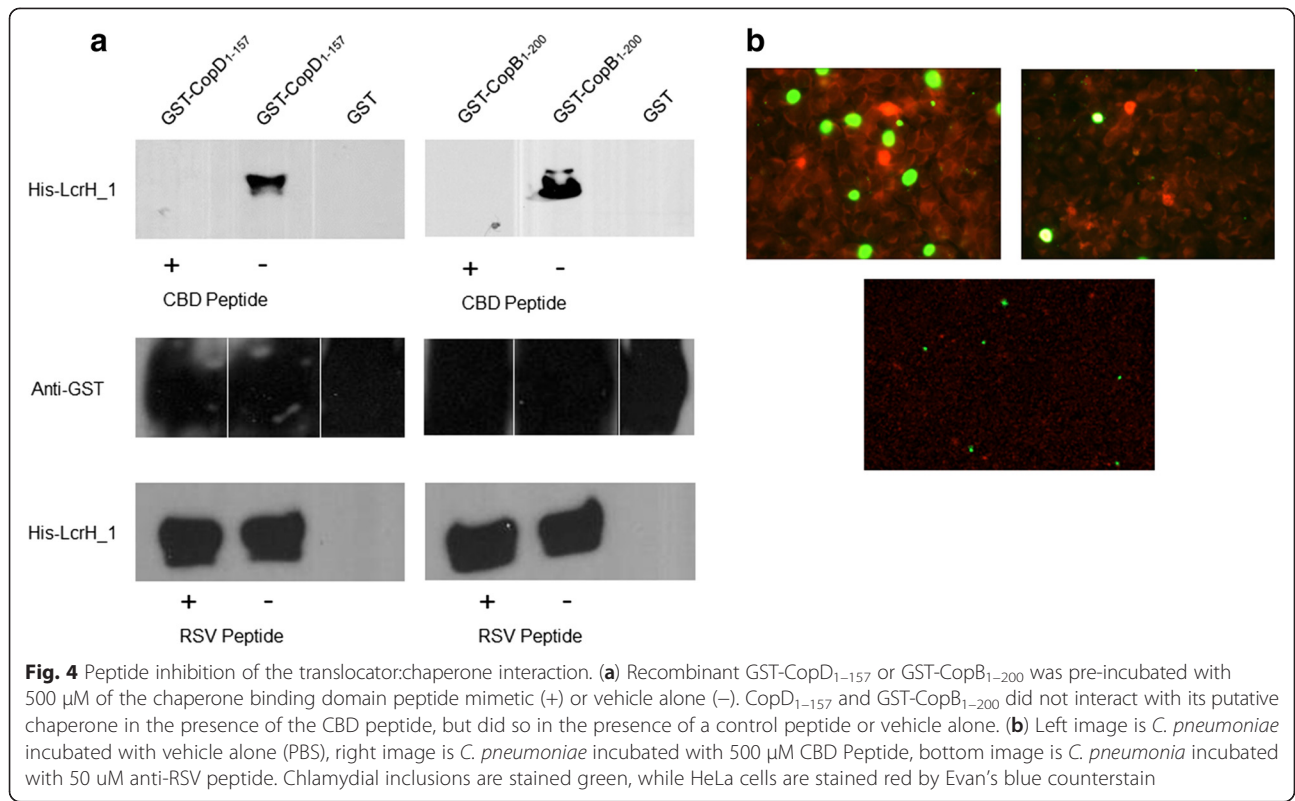 a
b
GST-CopD1–157
GST-CopD1–157
GST
GST-CopB1–200
GST-CopB1–200
GST
His-LcrH_1
+ -
CBD Peptide
+ -
CBD Peptide
Anti-GST
His-LcrH_1
+ -
RSV Peptide
+ -
RSV Peptide
Fig. 4 Peptide inhibition of the translocator:chaperone interaction. (a) Recombinant GST-CopD1–157 or GST-CopB1–200 was pre-incubated with
500 μM of the chaperone binding domain peptide mimetic (+) or vehicle alone (−). CopD1–157 and GST-CopB1–200 did not interact with its putative
chaperone in the presence of the CBD peptide, but did so in the presence of a control peptide or vehicle alone. (b) Left image is C. pneumoniae
incubated with vehicle alone (PBS), right image is C. pneumoniae incubated with 500 μM CBD Peptide, bottom image is C. pneumonia incubated
with 50 uM anti-RSV peptide. Chlamydial inclusions are stained green, while HeLa cells are stained red by Evan's blue counterstain